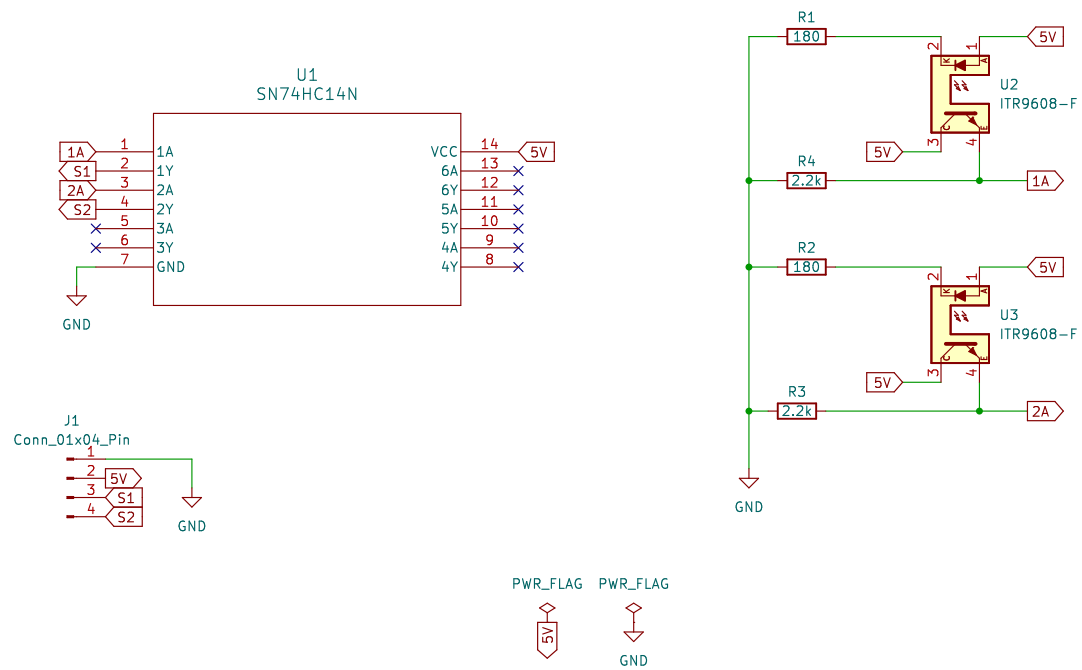 U1
SN74HC14N
1A 1 1A VCC 14 5V
S1 2 1Y 6A 13
2A 3 2A 6Y 12
S2 4 2Y 5A 11
5 3A 5Y 10
6 3Y 4A 9
7 GND 4Y 8
GND
J1
Conn_01x04_Pin
1
2 5V
3 S1
4 S2
GND
R1
180
2 1 5V
K A
U2
ITR9608-F
C E
5V 3 4
R4
2.2k 1A
R2
180
2 1 5V
K A
U3
ITR9608-F
C E
5V 3 4
R3
2.2k 2A
GND
PWR_FLAG PWR_FLAG
5V
GND